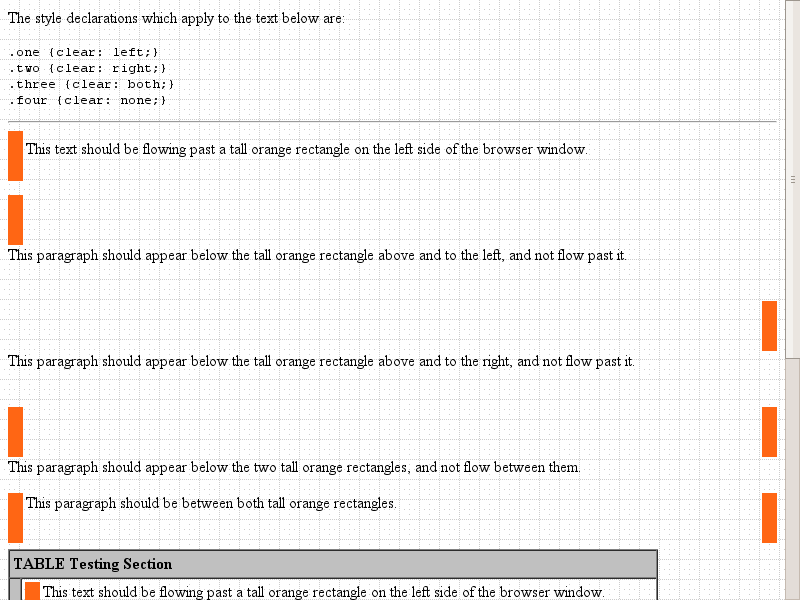 The style declarations which apply to the text below are:
.one {clear: left;}
.two {clear: right;}
.three {clear: both;}
.four {clear: none;}
This text should be flowing past a tall orange rectangle on the left side of the browser window.
This paragraph should appear below the tall orange rectangle above and to the left, and not flow past it.
This paragraph should appear below the tall orange rectangle above and to the right, and not flow past it.
This paragraph should appear below the two tall orange rectangles, and not flow between them.
This paragraph should be between both tall orange rectangles.
TABLE Testing Section
This text should be flowing past a tall orange rectangle on the left side of the browser window.